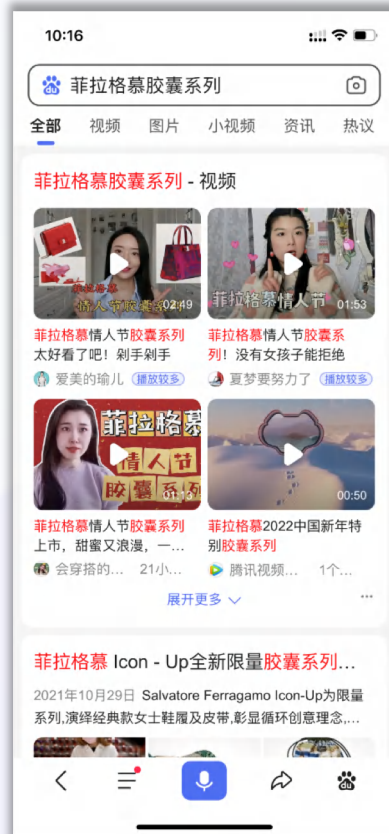 10:16
菲拉格慕胶囊系列
全部 视频 图片 小视频 资讯 热议
菲拉格慕胶囊系列 - 视频
菲拉格慕
情人节胶囊系列
02:49
菲拉格慕情人节
01:53
菲拉格慕情人节胶囊系列
太好看了吧！剁手剁手
爱美的瑜儿 播放较多
菲拉格慕情人节胶囊系
列！没有女孩子能拒绝
夏梦要努力了 播放较多
菲拉格慕
情人节
胶囊系列
01:13
00:50
菲拉格慕情人节胶囊系列
上市，甜蜜又浪漫，一...
会穿搭的... 21小...
菲拉格慕2022中国新年特
别胶囊系列
腾讯视频... 1个...
展开更多
菲拉格慕 Icon - Up全新限量胶囊系列...
2021年10月29日 Salvatore Ferragamo Icon-Up为限量
系列,演绎经典款女士鞋履及皮带,彰显循环创意理念,...